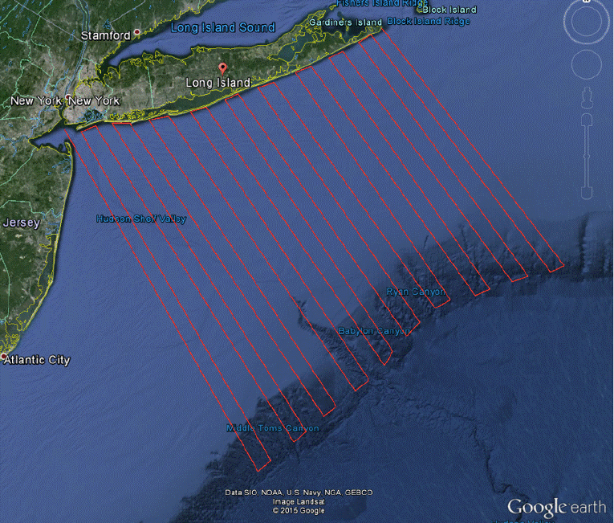 Fishers Island Ridge
Block Island
Gardiners Island
Block Island Ridge
Long Island Sound
Stamford
Long Island
New York
New York
Hudson Shelf Valley
Jersey
Ryan Canyon
Babylon Canyon
Atlantic City
Middle Toms Canyon
Data SIO, NOAA, U.S. Navy, NGA, GEBCO
Image Landsat
© 2015 Google
Google earth